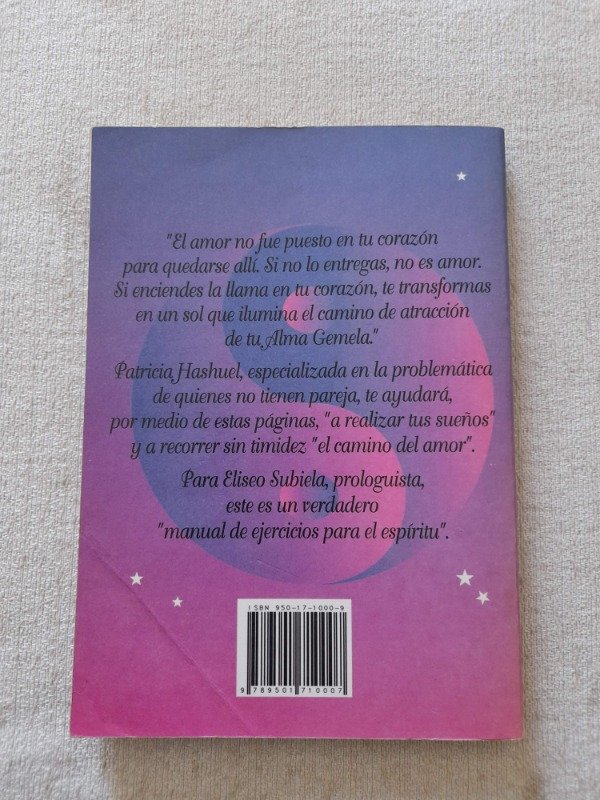 "El amor no fue puesto en tu corazón
para quedarse allí. Si no lo entregas, no es amor.
Si enciendes la llama en tu corazón, te transformas
en un sol que ilumina el camino de atracción
de tu Alma Gemela."
Patricia Hashuel, especializada en la problemática
de quienes no tienen pareja, te ayudará,
por medio de estas páginas, "a realizar tus sueños"
y a recorrer sin timidez "el camino del amor".
Para Eliseo Subiela, prologuista,
este es un verdadero
"manual de ejercicios para el espíritu".
ISBN 950-17-1000-9
9 789501 710007